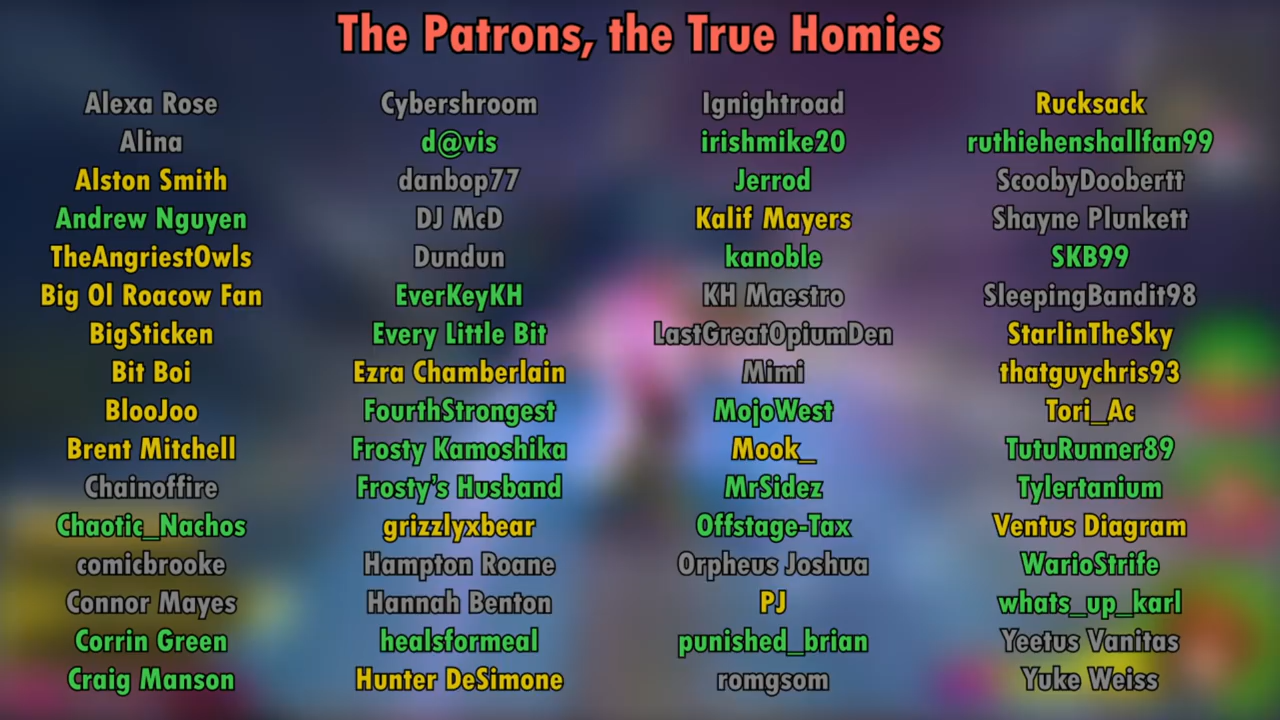 The Patrons, the True Homies
Alexa Rose
Alina
Alston Smith
Andrew Nguyen
TheAngriestOwls
Big Ol Roacow Fan
BigSticken
Bit Boi
BlooJoo
Brent Mitchell
Chainoffire
Chaotic_Nachos
comicbrooke
Connor Mayes
Corrin Green
Craig Manson
Cybershroom
d@vis
danbop77
DJ McD
Dundun
EverKeyKH
Every Little Bit
Ezra Chamberlain
FourthStrongest
Frosty Kamoshika
Frosty's Husband
grizzlyxbear
Hampton Roane
Hannah Benton
healsformeal
Hunter DeSimone
Ignightroad
irishmike20
Jerrod
Kalif Mayers
kanoble
KH Maestro
LastGreatOpiumDen
Mimi
MojoWest
Mook_
MrSidez
Offstage-Tax
Orpheus Joshua
PJ
punished_brian
romgsom
Rucksack
ruthiehenshallfan99
ScoobyDoobertt
Shayne Plunkett
SKB99
SleepingBandit98
StarlinTheSky
thatguychris93
Tori_Ac
TutuRunner89
Tylertanium
Ventus Diagram
WarioStrife
whats_up_karl
Yeetus Vanitas
Yuke Weiss